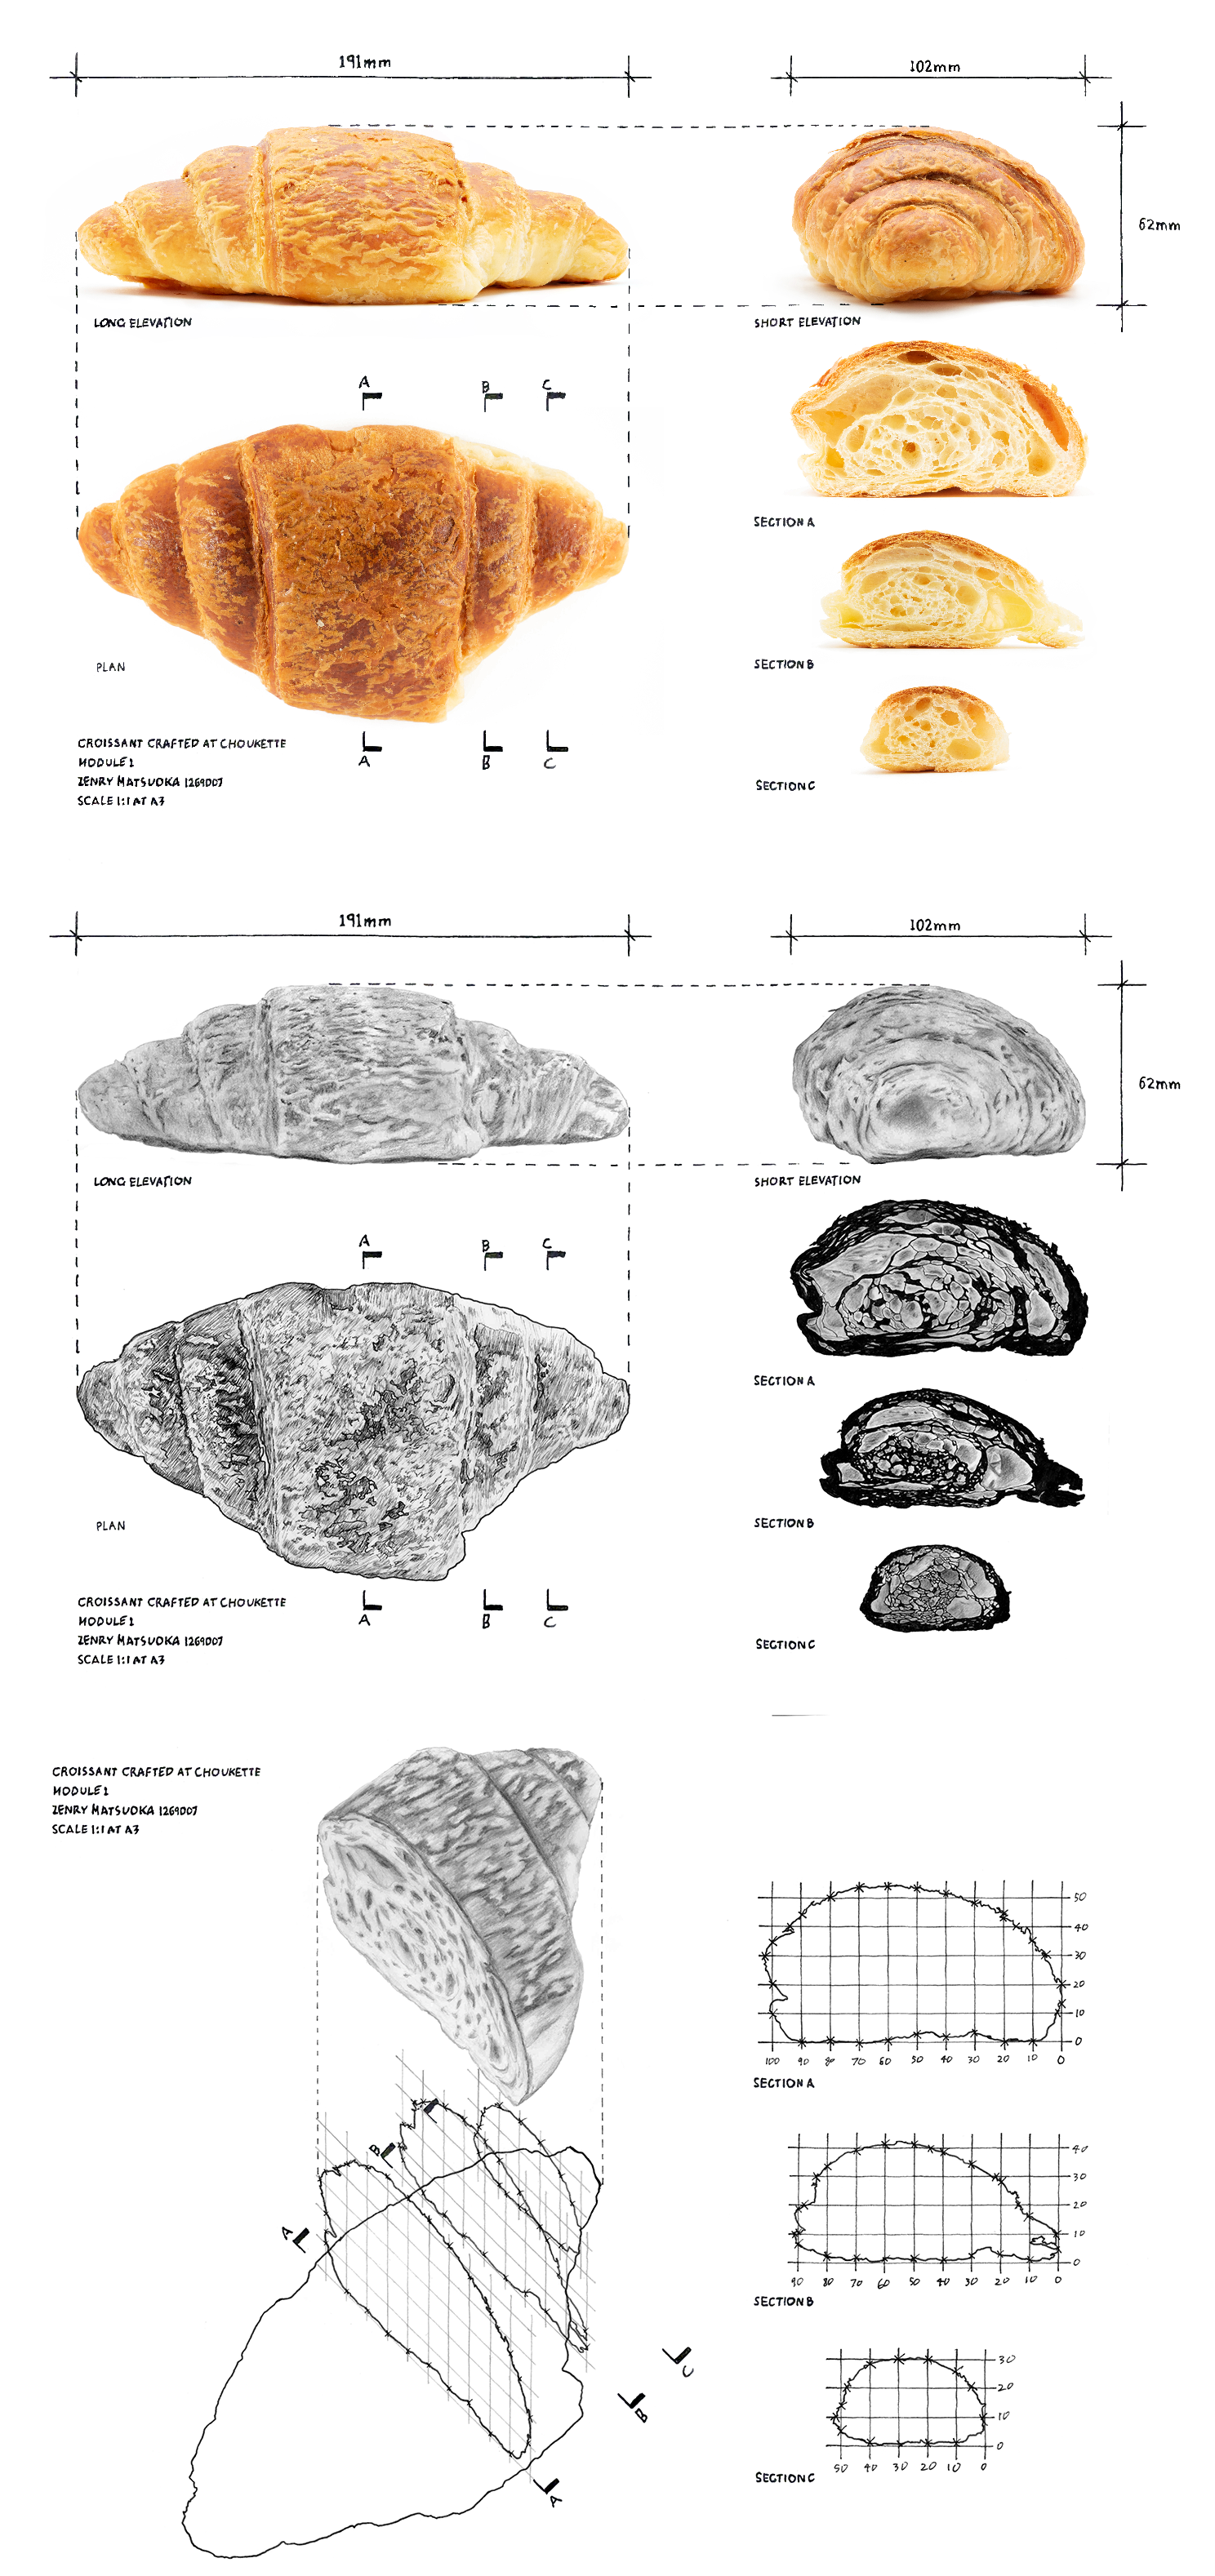 191mm
102mm
62mm
LONG ELEVATION
SHORT ELEVATION
A
B
C
SECTION A
SECTION B
PLAN
A
B
C
CROISSANT CRAFTED AT CHOUKETTE
MODULE 1
ZENRY MATSUOKA 1269007
SCALE 1:1 AT A3
SECTION C
191mm
102mm
62mm
LONG ELEVATION
SHORT ELEVATION
A
B
C
SECTION A
SECTION B
PLAN
A
B
C
CROISSANT CRAFTED AT CHOUKETTE
MODULE 1
ZENRY MATSUOKA 1269007
SCALE 1:1 AT A3
SECTION C
CROISSANT CRAFTED AT CHOUKETTE
MODULE 1
ZENRY MATSUOKA 1269007
SCALE 1:1 AT A3
50
40
30
20
10
0
100 90 80 70 60 50 40 30 20 10 0
SECTION A
B
A
40
30
20
10
0
90 80 70 60 50 40 30 20 10 0
SECTION B
C
B
A
30
20
10
0
50 40 30 20 10 0
SECTION C